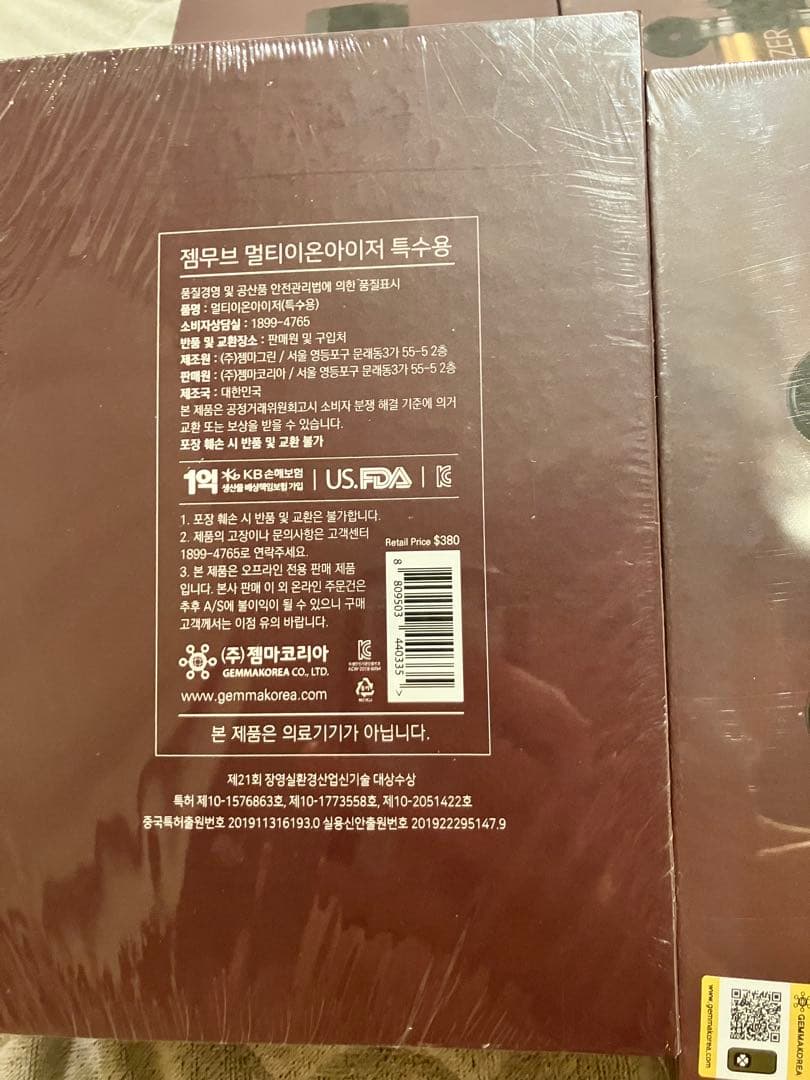 ZER
젬무브 멀티이온아이저 특수용
품질경영 및 공산품 안전관리법에 의한 품질표시
품명 : 멀티이온아이저(특수용)
소비자상담실 : 1899-4765
반품 및 교환장소 : 판매원 및 구입처
제조원 : (주)젬마그린 / 서울 영등포구 문래동3가 55-5 2층
판매원 : (주)젬마코리아 / 서울 영등포구 문래동3가 55-5 2층
제조국 : 대한민국
본 제품은 공정거래위원회고시 소비자 분쟁 해결 기준에 의거
교환 또는 보상을 받을 수 있습니다.
포장 훼손 시 반품 및 교환 불가
1억 KB손해보험
생산물 배상책임보험 가입
US.FDA
1. 포장 훼손 시 반품 및 교환은 불가합니다.
2. 제품의 고장이나 문의사항은 고객센터
1899-4765로 연락주세요.
3. 본 제품은 오프라인 전용 판매 제품
입니다. 본사 판매 이 외 온라인 주문건은
추후 A/S에 불이익이 될 수 있으니 구매
고객께서는 이점 유의 바랍니다.
Retail Price $380
8 809503 440335 >
(주)젬마코리아
GEMMAKOREA CO., LTD.
www.gemmakorea.com
본 제품은 의료기기가 아닙니다.
제21회 장영실환경산업신기술 대상수상
특허 제10-1576863호, 제10-1773558호, 제10-2051422호
중국특허출원번호 201911316193.0 실용신안출원번호 201922295147.9
www.gemmakorea.com
GEMMAKOREA